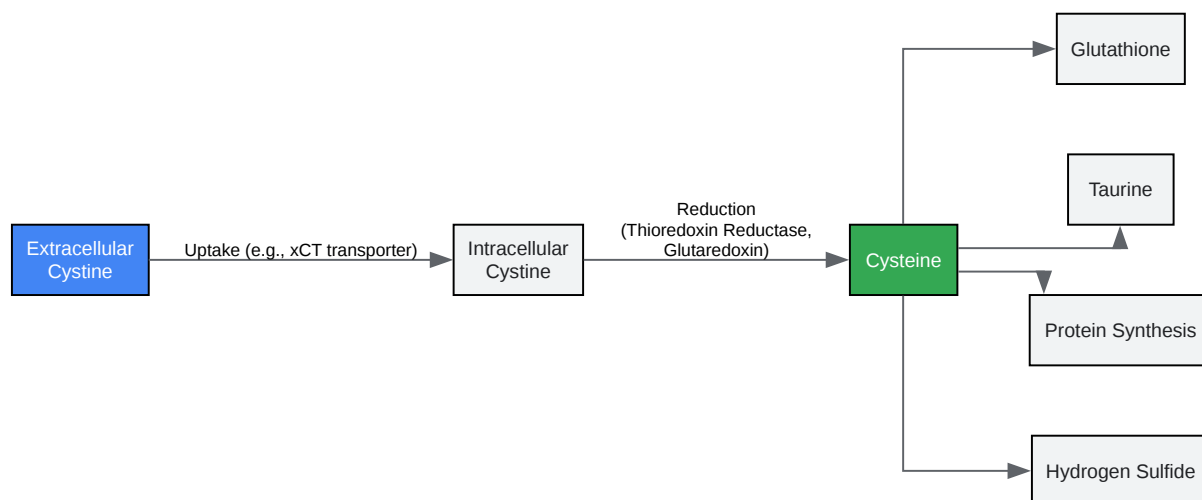 Extracellular
Cystine
Uptake (e.g., xCT transporter)
Intracellular
Cystine
Reduction
(Thioredoxin Reductase,
Glutaredoxin)
Cysteine
Glutathione
Taurine
Protein Synthesis
Hydrogen Sulfide